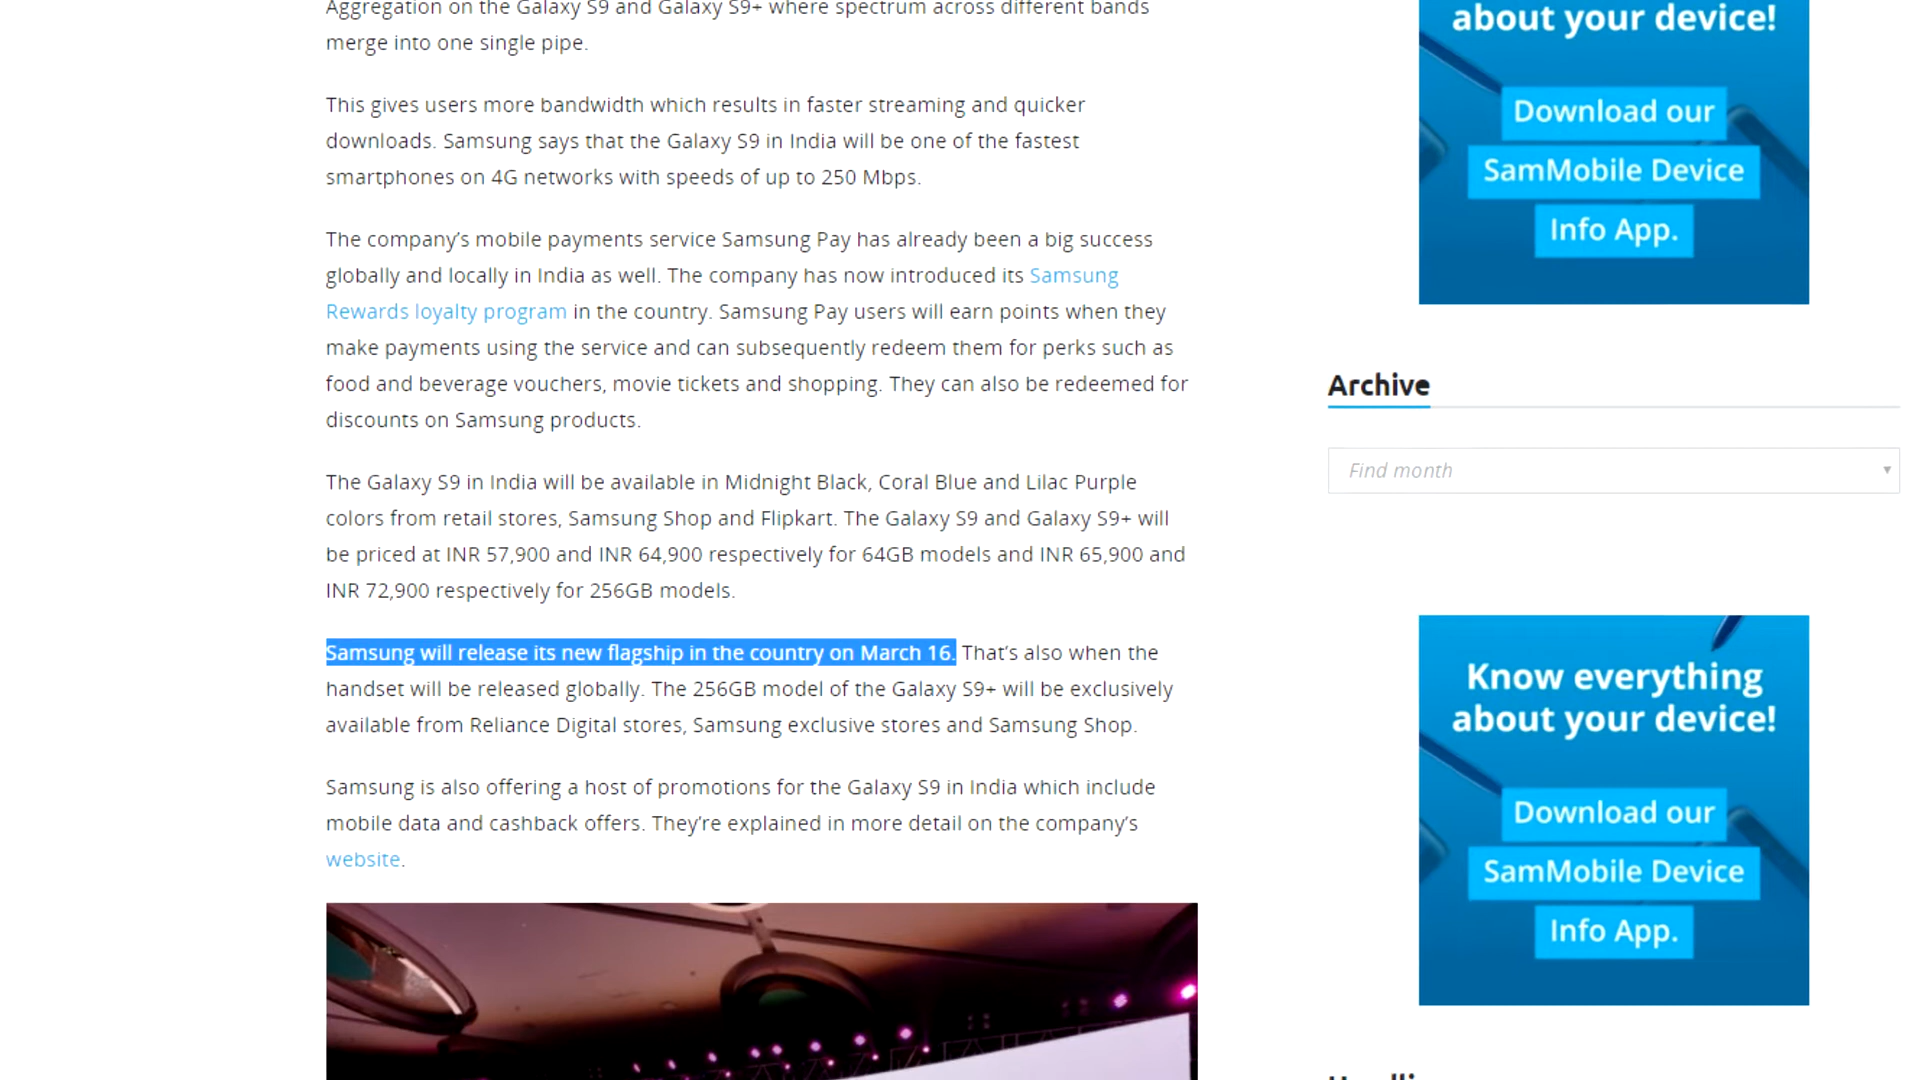 Aggregation on the Galaxy S9 and Galaxy S9+ where spectrum across different bands
merge into one single pipe.
This gives users more bandwidth which results in faster streaming and quicker
downloads. Samsung says that the Galaxy S9 in India will be one of the fastest
smartphones on 4G networks with speeds of up to 250 Mbps.
The company’s mobile payments service Samsung Pay has already been a big success
globally and locally in India as well. The company has now introduced its Samsung
Rewards loyalty program in the country. Samsung Pay users will earn points when they
make payments using the service and can subsequently redeem them for perks such as
food and beverage vouchers, movie tickets and shopping. They can also be redeemed for
discounts on Samsung products.
The Galaxy S9 in India will be available in Midnight Black, Coral Blue and Lilac Purple
colors from retail stores, Samsung Shop and Flipkart. The Galaxy S9 and Galaxy S9+ will
be priced at INR 57,900 and INR 64,900 respectively for 64GB models and INR 65,900 and
INR 72,900 respectively for 256GB models.
Samsung will release its new flagship in the country on March 16. That’s also when the
handset will be released globally. The 256GB model of the Galaxy S9+ will be exclusively
available from Reliance Digital stores, Samsung exclusive stores and Samsung Shop.
Samsung is also offering a host of promotions for the Galaxy S9 in India which include
mobile data and cashback offers. They’re explained in more detail on the company’s
website.
about your device!
Download our
SamMobile Device
Info App.
Archive
Find month
Know everything
about your device!
Download our
SamMobile Device
Info App.